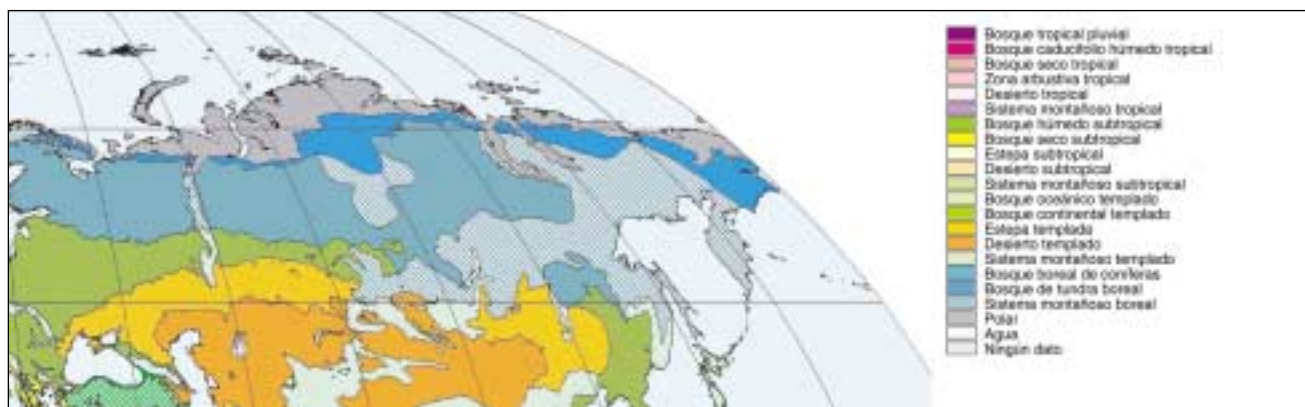 Bosque tropical pluvial
Bosque caducifolio húmedo tropical
Bosque seco tropical
Zona arbustiva tropical
Desierto tropical
Sistema montañoso tropical
Bosque húmedo subtropical
Bosque seco subtropical
Estepa subtropical
Desierto subtropical
Sistema montañoso subtropical
Bosque oceánico templado
Bosque continental templado
Estepa templada
Desierto templado
Sistema montañoso templado
Bosque boreal de coníferas
Bosque de tundra boreal
Sistema montañoso boreal
Polar
Agua
Ningún dato